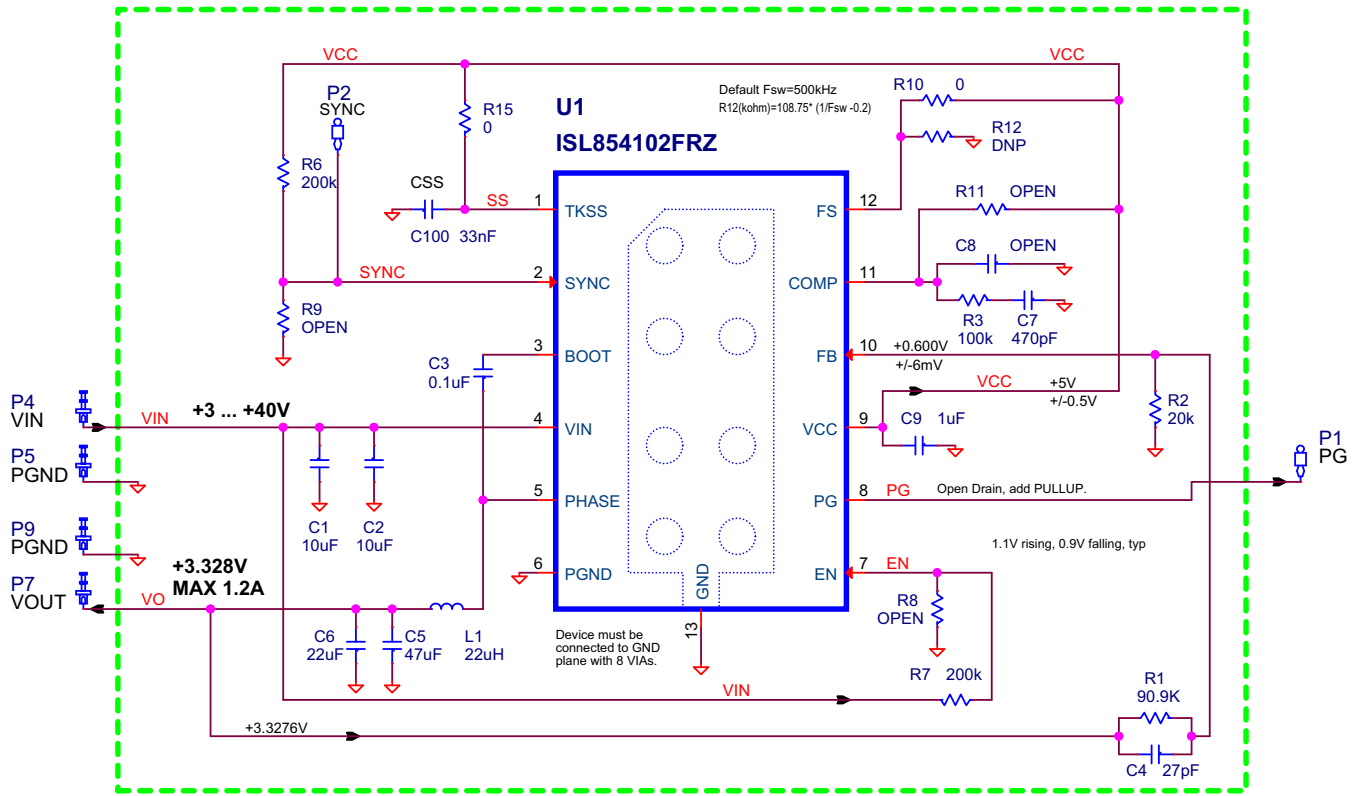 VCC
VCC
P2
SYNC
R15
0
U1
ISL854102FRZ
Default Fsw=500kHz
R12(kohm)=108.75* (1/Fsw -0.2)
R10 0
R12
DNP
R6
200k
CSS
SS
C100 33nF
1
TKSS
FS
12
R11 OPEN
C8 OPEN
SYNC
2
SYNC
COMP
11
R3
100k
C7
470pF
R9
OPEN
3
BOOT
FB
10
+0.600V
+/-6mV
C3
0.1uF
VCC
+5V
+/-0.5V
R2
20k
P4
VIN
VIN
+3 ... +40V
4
VIN
VCC
9
C9 1uF
P5
PGND
P1
PG
C1
10uF
C2
10uF
5
PHASE
PG
8
PG
Open Drain, add PULLUP.
P9
PGND
1.1V rising, 0.9V falling, typ
+3.328V
MAX 1.2A
6
PGND
GND
EN
7
EN
P7
VOUT
VO
R8
OPEN
C6
22uF
C5
47uF
L1
22uH
Device must be
connected to GND
plane with 8 VIAs.
13
VIN
R7 200k
R1
90.9K
+3.3276V
C4 27pF